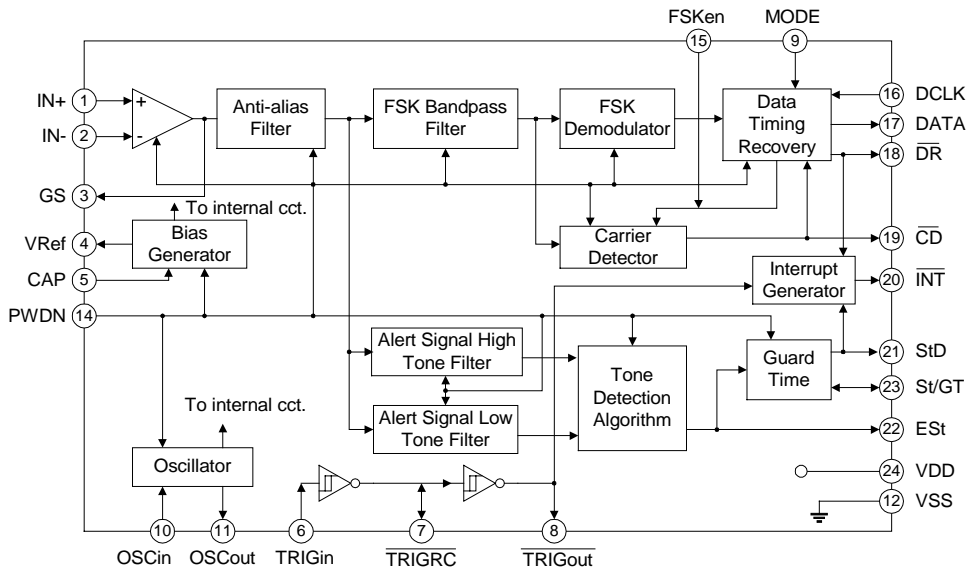 FSKen
MODE
15
9
IN+
1
+
Anti-alias
Filter
FSK Bandpass
Filter
FSK
Demodulator
Data
Timing
Recovery
16
DCLK
IN-
2
-
17
DATA
18
DR
GS
3
To internal cct.
VRef
4
Bias
Generator
Carrier
Detector
19
CD
CAP
5
Interrupt
Generator
20
INT
PWDN
14
Alert Signal High
Tone Filter
Tone
Detection
Algorithm
Guard
Time
21
StD
23
St/GT
To internal cct.
Alert Signal Low
Tone Filter
22
ESt
Oscillator
24
VDD
12
VSS
10
11
6
7
8
OSCin
OSCout
TRIGin
TRIGRC
TRIGout